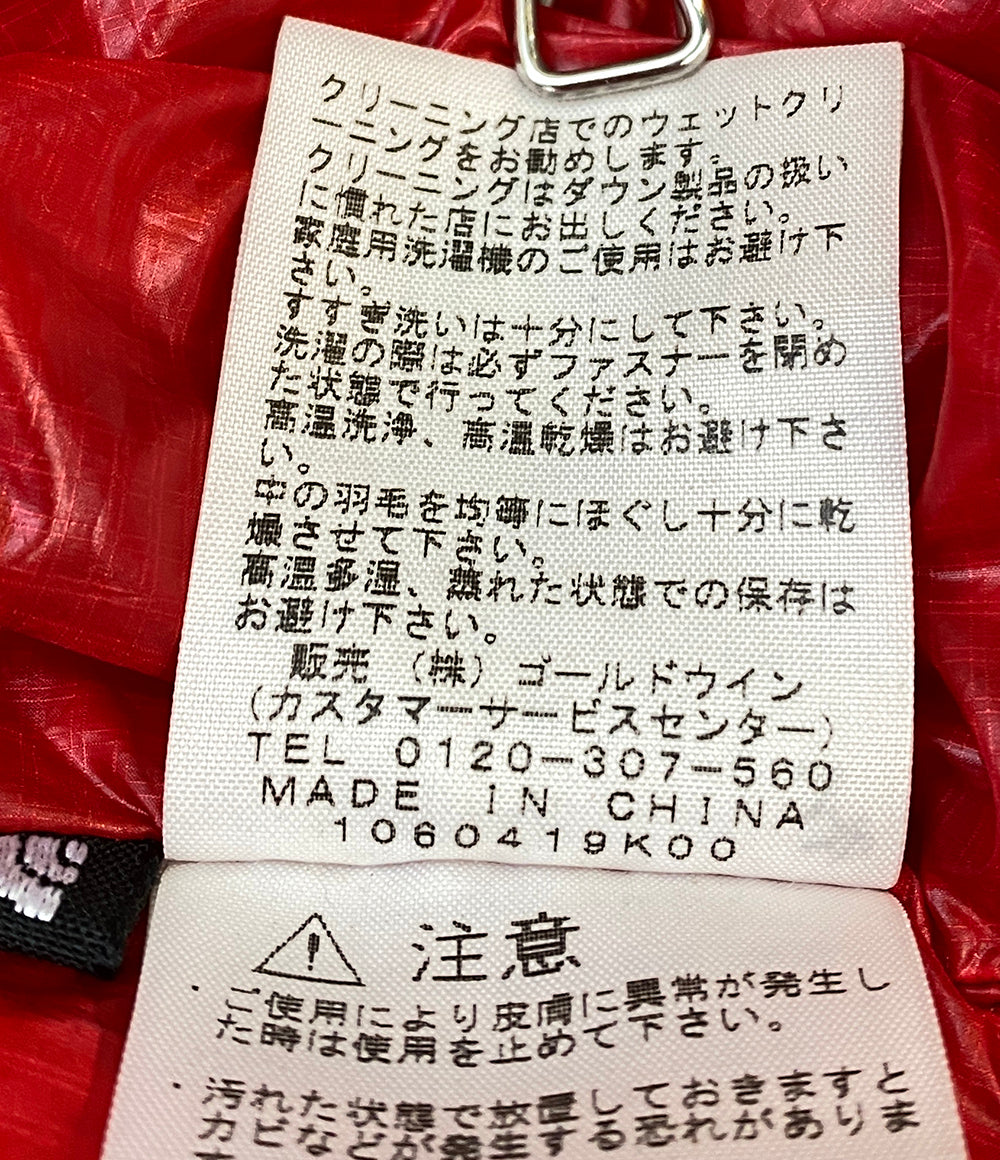 クリーニング店でのウェットクリ
ーニングをお勧めします。
クリーニングはダウン製品の扱い
に慣れた店にお出しください。
家庭用洗濯機のご使用はお避け下
さい。
すすぎ洗いは十分にして下さい。
洗濯の際は必ずファスナーを閉め
た状態で行ってください。
高温洗浄、高温乾燥はお避け下さ
い。
中の羽毛を均等にほぐし十分に乾
燥させて下さい。
高温多湿、蒸れた状態での保存は
お避け下さい。
販売 (株) ゴールドウイン
(カスタマーサービスセンター)
TEL 0120-307-560
MADE IN CHINA
1060419K00
注意
・ご使用により皮膚に異常が発生し
た時は使用を止めて下さい。
・汚れた状態で放置しておきますと
カビなどが発生する恐れがありま